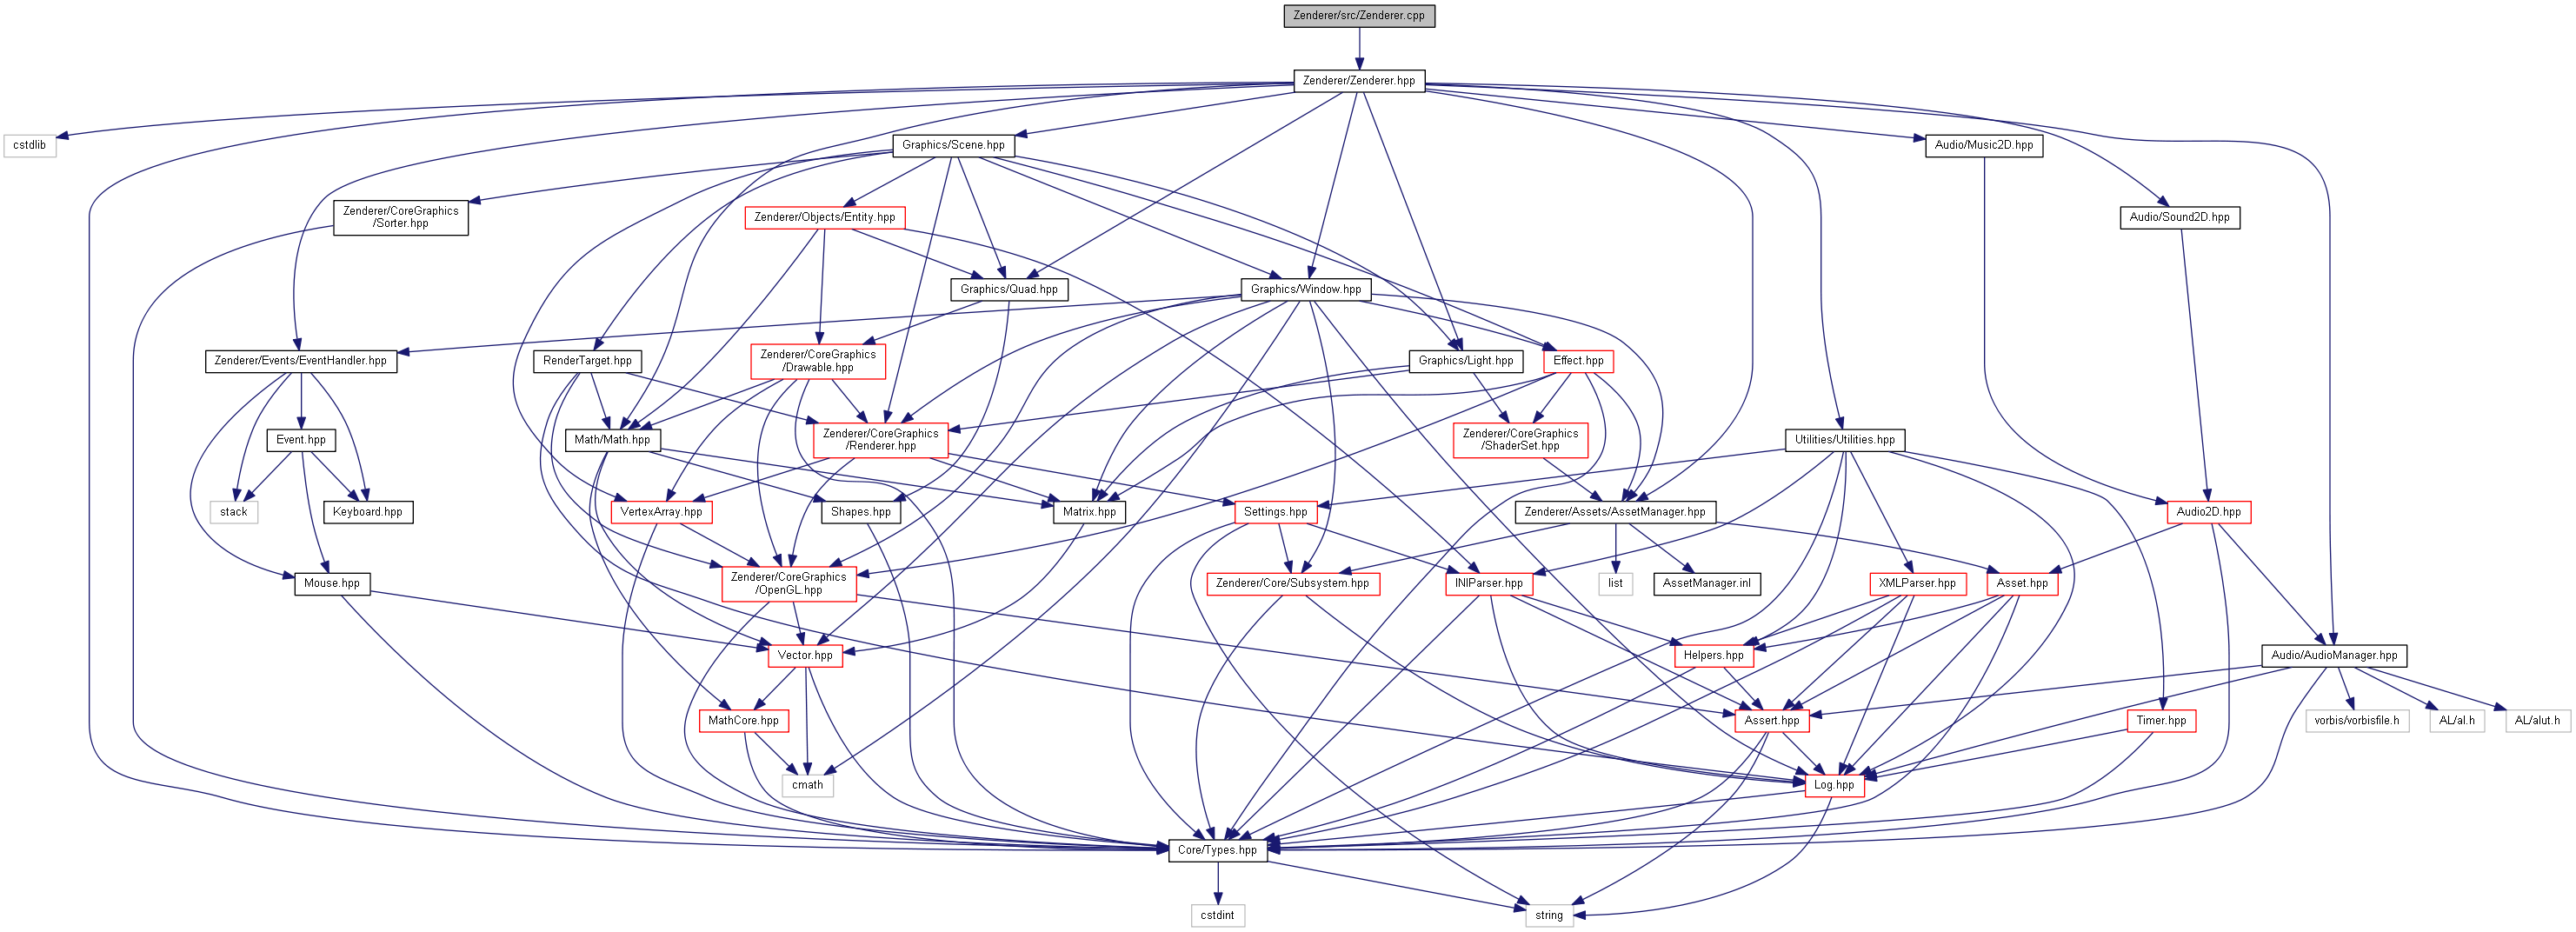 Zenderer/src/Zenderer.cpp
Zenderer/Zenderer.hpp
cstdlib
Graphics/Scene.hpp
Audio/Music2D.hpp
Zenderer/CoreGraphics
/Sorter.hpp
Zenderer/Objects/Entity.hpp
Audio/Sound2D.hpp
Graphics/Quad.hpp
Graphics/Window.hpp
Zenderer/Events/EventHandler.hpp
RenderTarget.hpp
Zenderer/CoreGraphics
/Drawable.hpp
Graphics/Light.hpp
Effect.hpp
Event.hpp
Math/Math.hpp
Zenderer/CoreGraphics
/Renderer.hpp
Zenderer/CoreGraphics
/ShaderSet.hpp
Utilities/Utilities.hpp
stack
Keyboard.hpp
VertexArray.hpp
Shapes.hpp
Matrix.hpp
Settings.hpp
Zenderer/Assets/AssetManager.hpp
Audio2D.hpp
Mouse.hpp
Zenderer/CoreGraphics
/OpenGL.hpp
Zenderer/Core/Subsystem.hpp
INIParser.hpp
list
AssetManager.inl
XMLParser.hpp
Asset.hpp
Vector.hpp
Helpers.hpp
Audio/AudioManager.hpp
MathCore.hpp
Assert.hpp
Timer.hpp
vorbis/vorbisfile.h
AL/al.h
AL/alut.h
cmath
Log.hpp
Core/Types.hpp
cstdint
string